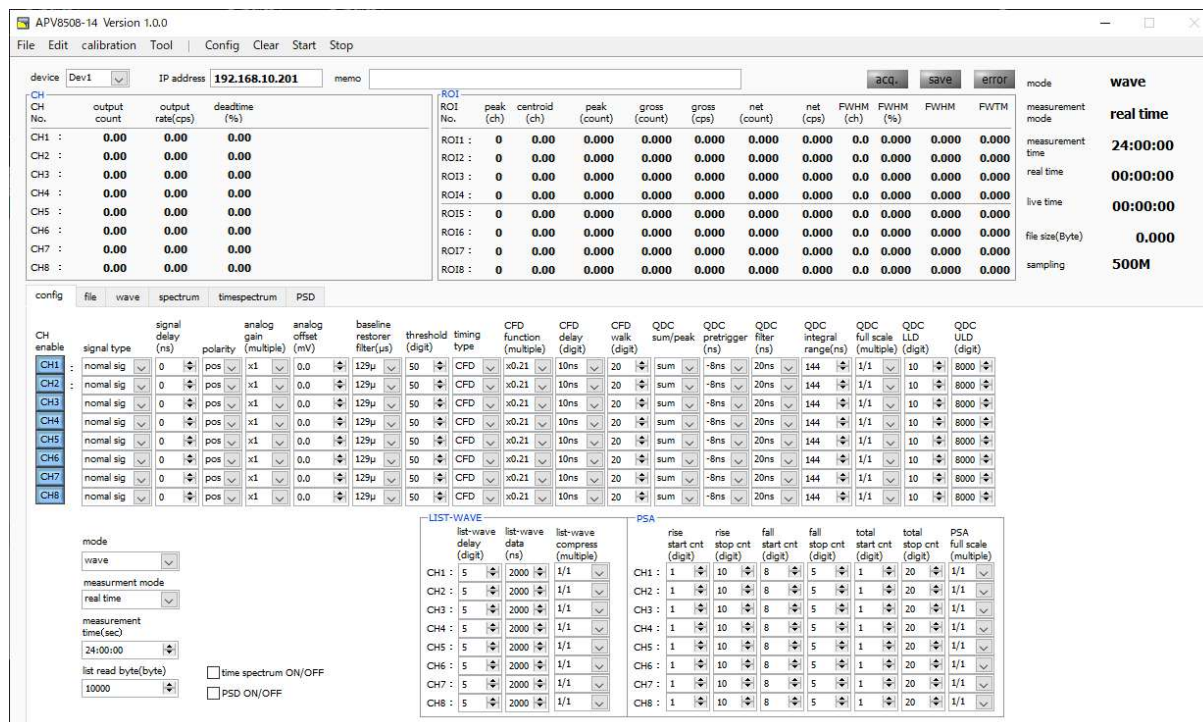 APV8508-14 Version 1.0.0
File Edit calibration Tool | Config Clear Start Stop
device Dev1 IP address 192.168.10.201 memo acq. save error
mode wave
measurement mode real time
measurement time 24:00:00
real time 00:00:00
live time 00:00:00
file size(Byte) 0.000
sampling 500M
CH
CH No. output count output rate(cps) deadtime (%)
CH1 : 0.00 0.00 0.00
CH2 : 0.00 0.00 0.00
CH3 : 0.00 0.00 0.00
CH4 : 0.00 0.00 0.00
CH5 : 0.00 0.00 0.00
CH6 : 0.00 0.00 0.00
CH7 : 0.00 0.00 0.00
CH8 : 0.00 0.00 0.00
ROI
ROI No. peak (ch) centroid (ch) peak (count) gross (count) gross (cps) net (count) net (cps) FWHM (ch) FWHM (%) FWHM FWTM
ROI1 : 0 0.00 0.000 0.000 0.000 0.000 0.000 0.0 0.000 0.000 0.000
ROI2 : 0 0.00 0.000 0.000 0.000 0.000 0.000 0.0 0.000 0.000 0.000
ROI3 : 0 0.00 0.000 0.000 0.000 0.000 0.000 0.0 0.000 0.000 0.000
ROI4 : 0 0.00 0.000 0.000 0.000 0.000 0.000 0.0 0.000 0.000 0.000
ROI5 : 0 0.00 0.000 0.000 0.000 0.000 0.000 0.0 0.000 0.000 0.000
ROI6 : 0 0.00 0.000 0.000 0.000 0.000 0.000 0.0 0.000 0.000 0.000
ROI7 : 0 0.00 0.000 0.000 0.000 0.000 0.000 0.0 0.000 0.000 0.000
ROI8 : 0 0.00 0.000 0.000 0.000 0.000 0.000 0.0 0.000 0.000 0.000
config file wave spectrum timespectrum PSD
CH enable signal type signal delay (ns) polarity analog gain (multiple) analog offset (mV) baseline restorer filter(μs) threshold (digit) timing type CFD function (multiple) CFD delay (digit) CFD walk (digit) QDC sum/peak QDC pretrigger (ns) QDC filter (ns) QDC integral range(ns) QDC full scale (multiple) QDC LLD (digit) QDC ULD (digit)
CH1 : nomal sig 0 pos x1 0.0 129μ 50 CFD x0.21 10ns 20 sum -8ns 20ns 144 1/1 10 8000
CH2 : nomal sig 0 pos x1 0.0 129μ 50 CFD x0.21 10ns 20 sum -8ns 20ns 144 1/1 10 8000
CH3 nomal sig 0 pos x1 0.0 129μ 50 CFD x0.21 10ns 20 sum -8ns 20ns 144 1/1 10 8000
CH4 nomal sig 0 pos x1 0.0 129μ 50 CFD x0.21 10ns 20 sum -8ns 20ns 144 1/1 10 8000
CH5 nomal sig 0 pos x1 0.0 129μ 50 CFD x0.21 10ns 20 sum -8ns 20ns 144 1/1 10 8000
CH6 nomal sig 0 pos x1 0.0 129μ 50 CFD x0.21 10ns 20 sum -8ns 20ns 144 1/1 10 8000
CH7 nomal sig 0 pos x1 0.0 129μ 50 CFD x0.21 10ns 20 sum -8ns 20ns 144 1/1 10 8000
CH8 nomal sig 0 pos x1 0.0 129μ 50 CFD x0.21 10ns 20 sum -8ns 20ns 144 1/1 10 8000
mode
wave
measurment mode
real time
measurement
time(sec)
24:00:00
list read byte(byte)
10000
time spectrum ON/OFF
PSD ON/OFF
LIST-WAVE
list-wave delay (digit) list-wave data (ns) list-wave compress (multiple)
CH1 : 5 2000 1/1
CH2 : 5 2000 1/1
CH3 : 5 2000 1/1
CH4 : 5 2000 1/1
CH5 : 5 2000 1/1
CH6 : 5 2000 1/1
CH7 : 5 2000 1/1
CH8 : 5 2000 1/1
PSA
rise start cnt (digit) rise stop cnt (digit) fall start cnt (digit) fall stop cnt (digit) total start cnt (digit) total stop cnt (digit) PSA full scale (multiple)
CH1 : 1 10 8 5 1 20 1/1
CH2 : 1 10 8 5 1 20 1/1
CH3 : 1 10 8 5 1 20 1/1
CH4 : 1 10 8 5 1 20 1/1
CH5 : 1 10 8 5 1 20 1/1
CH6 : 1 10 8 5 1 20 1/1
CH7 : 1 10 8 5 1 20 1/1
CH8 : 1 10 8 5 1 20 1/1